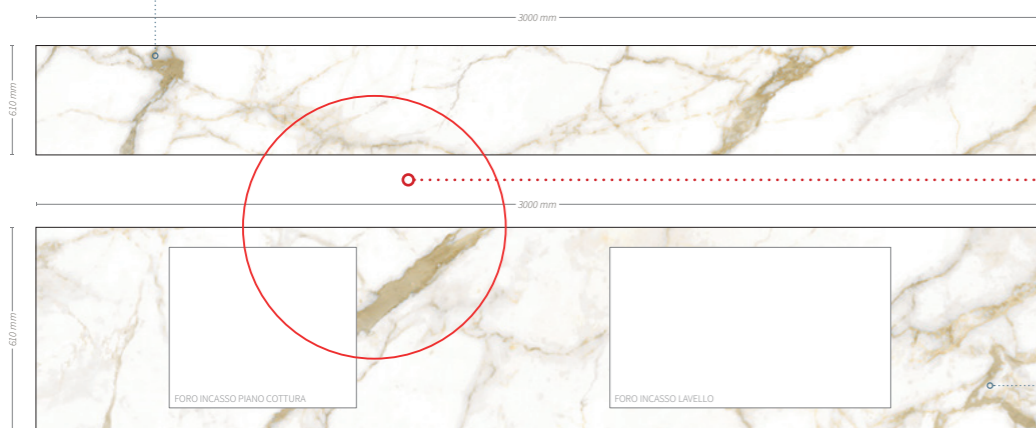 3000 mm
610 mm
3000 mm
610 mm
FORO INCASSO PIANO COTTURA
FORO INCASSO LAVELLO